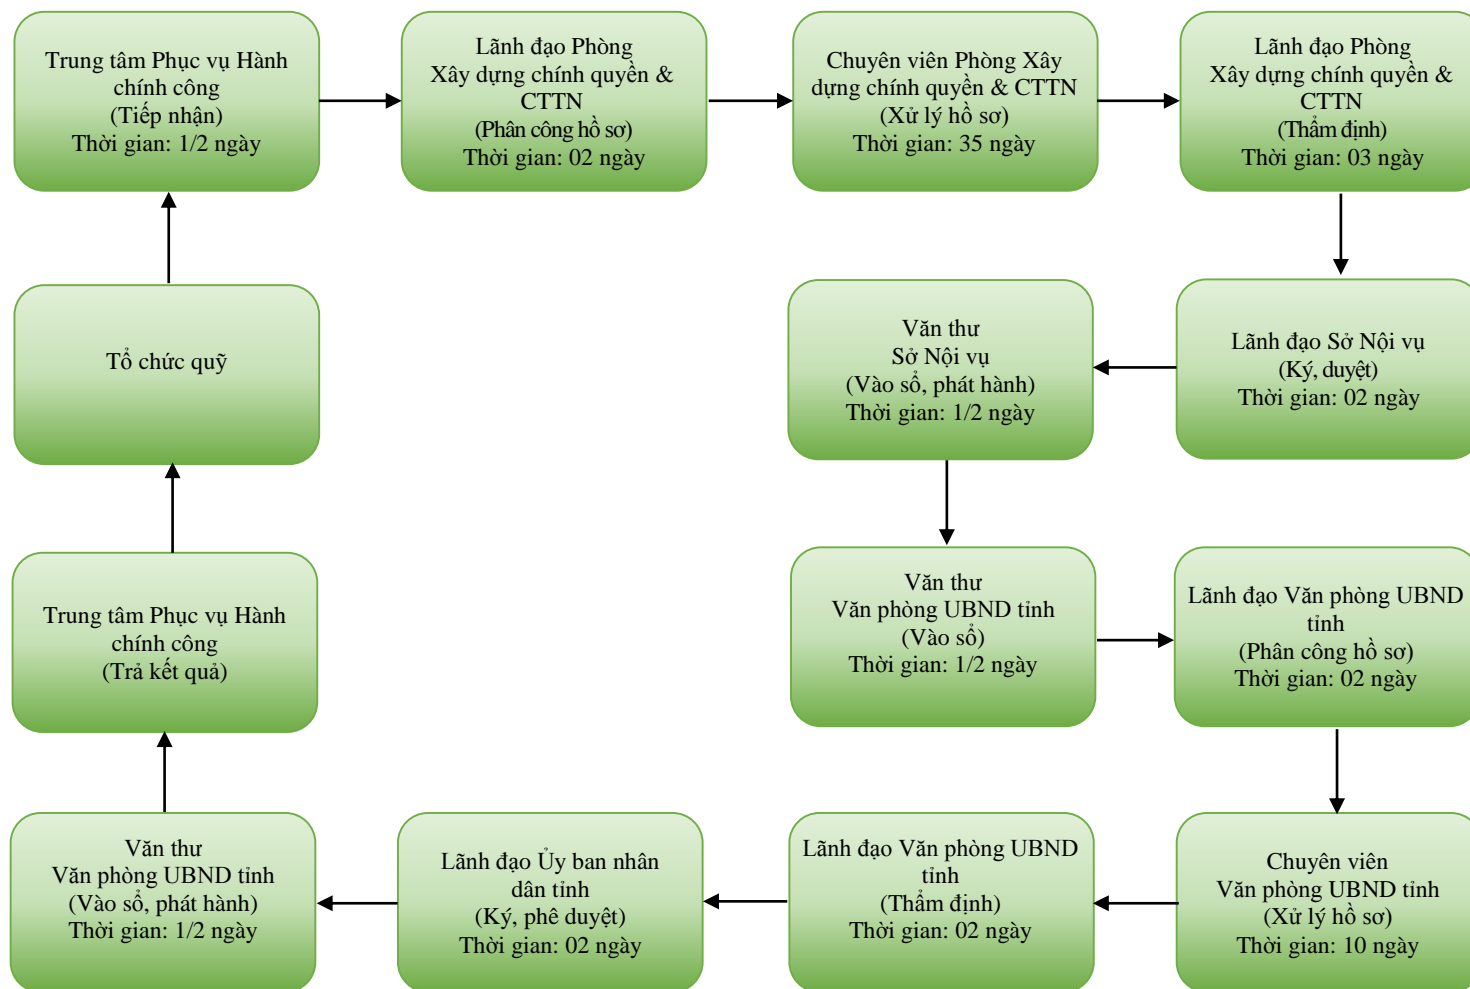 Trung tâm Phục vụ Hành
chính công
(Tiếp nhận)
Thời gian: 1/2 ngày
Lãnh đạo Phòng
Xây dựng chính quyền &
CTTN
(Phân công hồ sơ)
Thời gian: 02 ngày
Chuyên viên Phòng Xây
dựng chính quyền & CTTN
(Xử lý hồ sơ)
Thời gian: 35 ngày
Lãnh đạo Phòng
Xây dựng chính quyền &
CTTN
(Thẩm định)
Thời gian: 03 ngày
Tổ chức quỹ
Văn thư
Sở Nội vụ
(Vào sổ, phát hành)
Thời gian: 1/2 ngày
Lãnh đạo Sở Nội vụ
(Ký, duyệt)
Thời gian: 02 ngày
Trung tâm Phục vụ Hành
chính công
(Trả kết quả)
Văn thư
Văn phòng UBND tỉnh
(Vào sổ)
Thời gian: 1/2 ngày
Lãnh đạo Văn phòng UBND
tỉnh
(Phân công hồ sơ)
Thời gian: 02 ngày
Văn thư
Văn phòng UBND tỉnh
(Vào sổ, phát hành)
Thời gian: 1/2 ngày
Lãnh đạo Ủy ban nhân
dân tỉnh
(Ký, phê duyệt)
Thời gian: 02 ngày
Lãnh đạo Văn phòng UBND
tỉnh
(Thẩm định)
Thời gian: 02 ngày
Chuyên viên
Văn phòng UBND tỉnh
(Xử lý hồ sơ)
Thời gian: 10 ngày